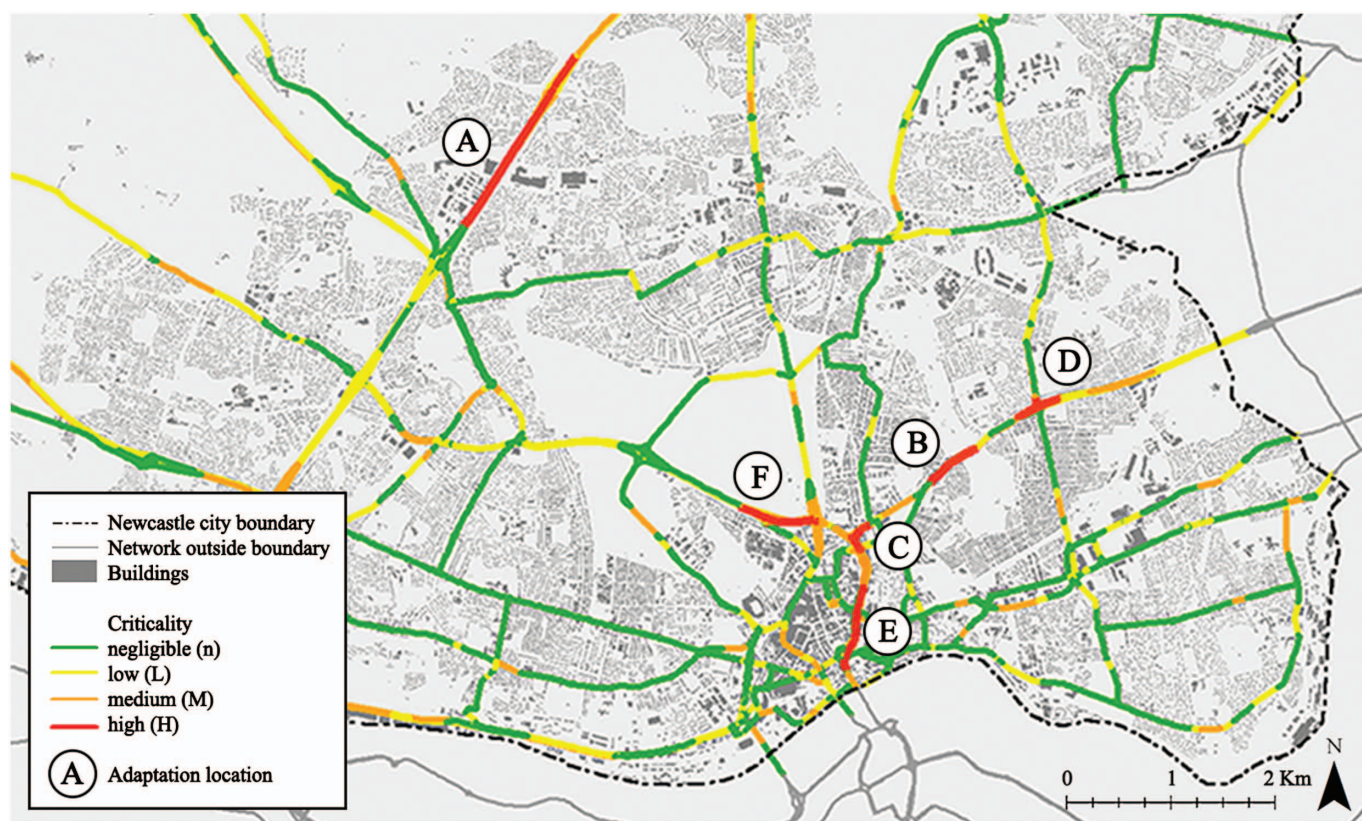 A
D
B
F
C
E
Newcastle city boundary
Network outside boundary
Buildings
Criticality
negligible (n)
low (L)
medium (M)
high (H)
A Adaptation location
N
0 1 2 Km